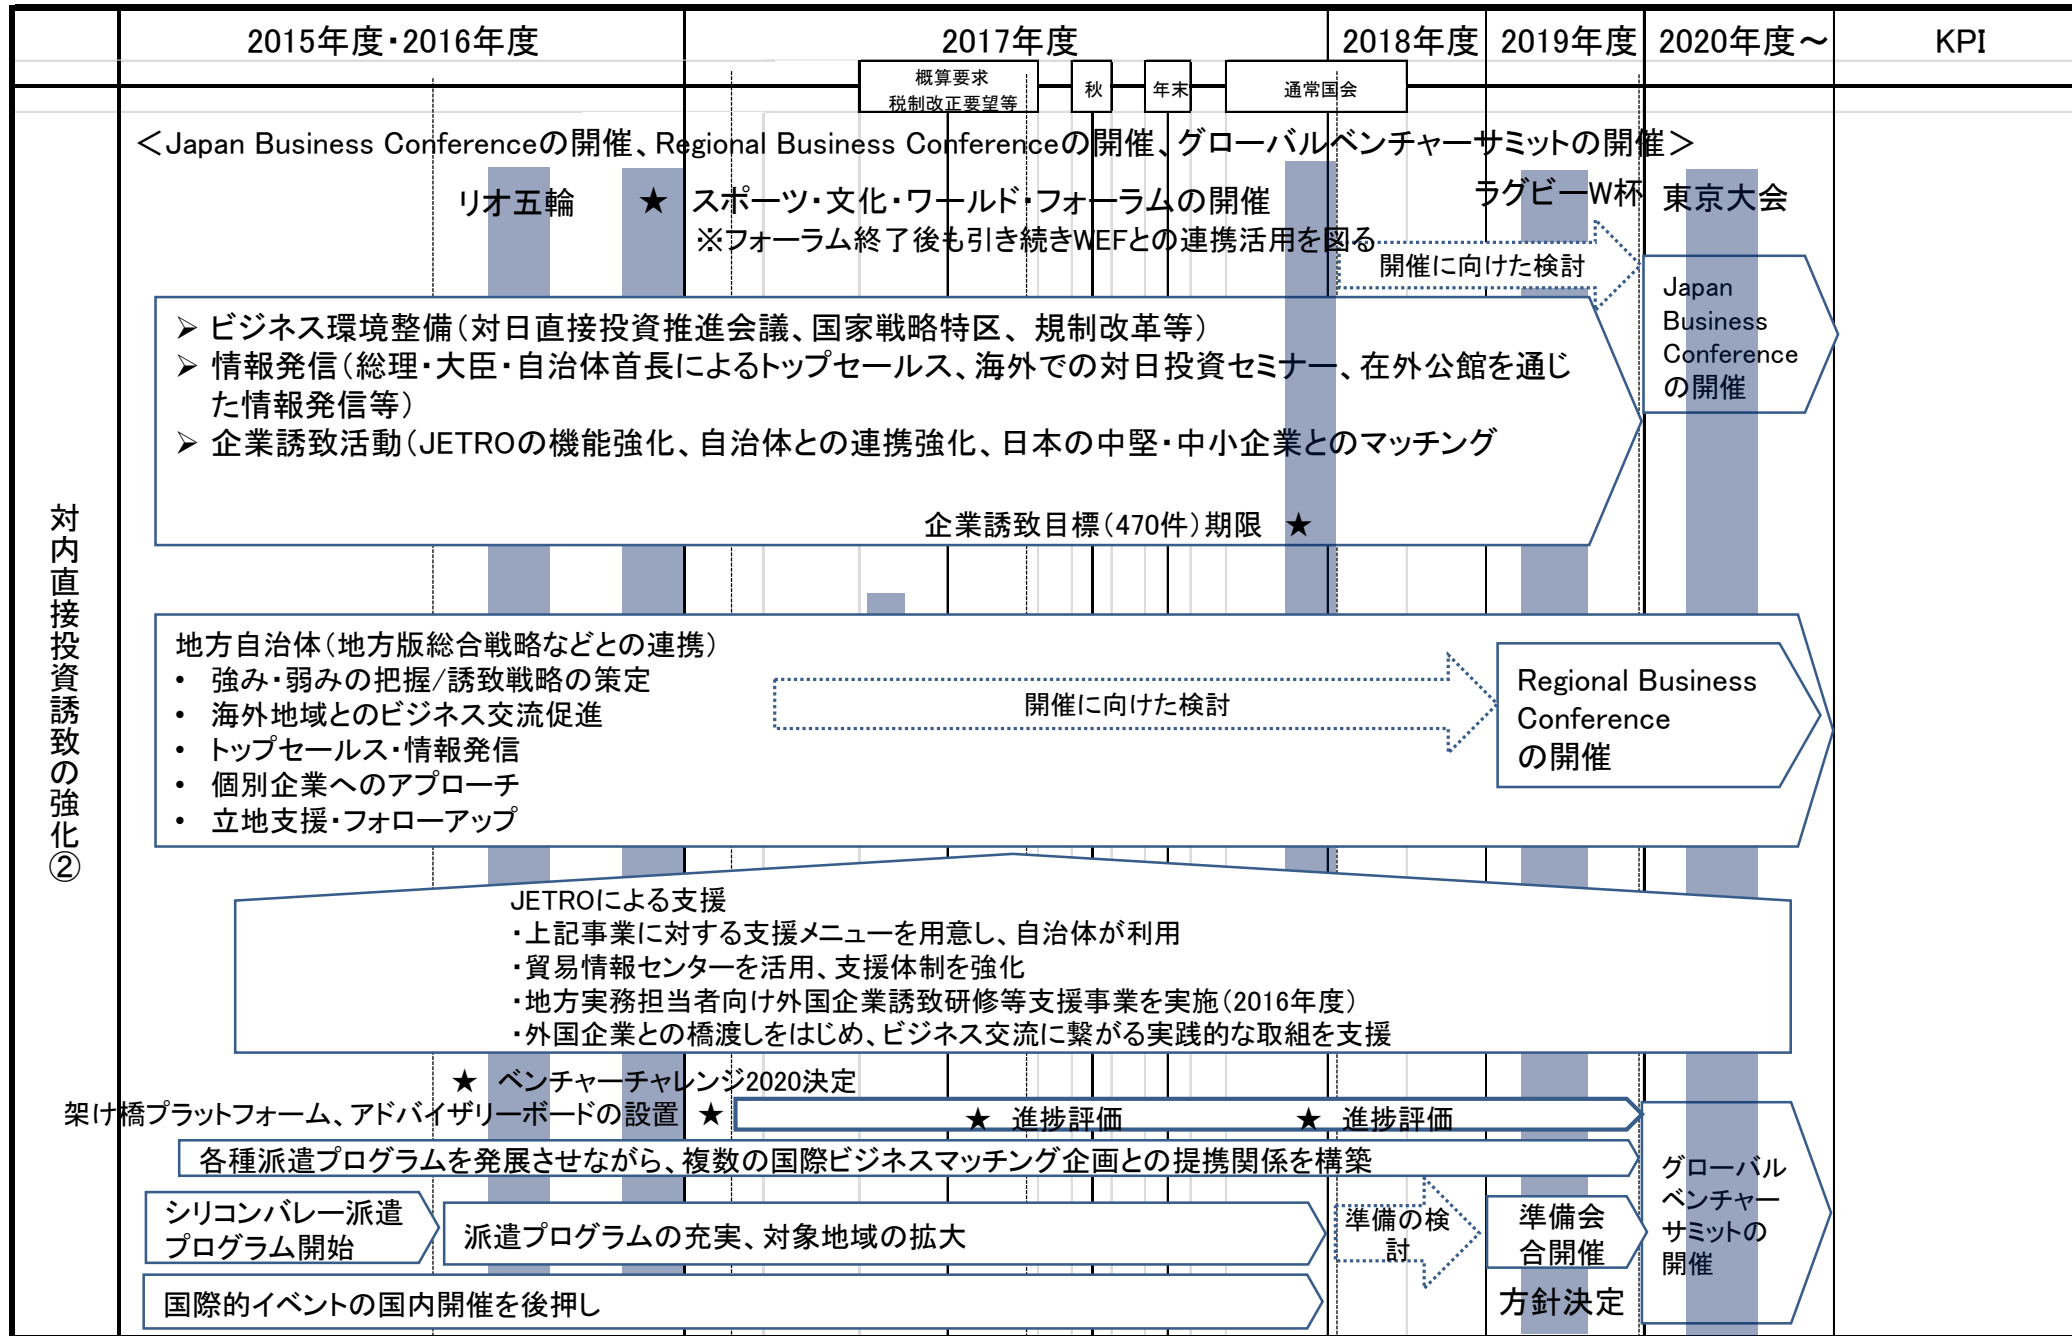 2015年度・2016年度
2017年度
2018年度
2019年度
2020年度～
KPI
概算要求
税制改正要望等
秋
年末
通常国会
対内直接投資誘致の強化②
＜Japan Business Conferenceの開催、Regional Business Conferenceの開催、グローバルベンチャーサミットの開催＞
リオ五輪
★ スポーツ・文化・ワールド・フォーラムの開催
※フォーラム終了後も引き続きWEFとの連携活用を図る
ラグビーW杯
東京大会
開催に向けた検討
Japan
Business
Conference
の開催
➢ ビジネス環境整備（対日直接投資推進会議、国家戦略特区、規制改革等）
➢ 情報発信（総理・大臣・自治体首長によるトップセールス、海外での対日投資セミナー、在外公館を通じ
た情報発信等）
➢ 企業誘致活動（JETROの機能強化、自治体との連携強化、日本の中堅・中小企業とのマッチング
企業誘致目標（470件）期限 ★
地方自治体（地方版総合戦略などとの連携）
• 強み・弱みの把握/誘致戦略の策定
• 海外地域とのビジネス交流促進
• トップセールス・情報発信
• 個別企業へのアプローチ
• 立地支援・フォローアップ
開催に向けた検討
Regional Business
Conference
の開催
JETROによる支援
・上記事業に対する支援メニューを用意し、自治体が利用
・貿易情報センターを活用、支援体制を強化
・地方実務担当者向け外国企業誘致研修等支援事業を実施（2016年度）
・外国企業との橋渡しをはじめ、ビジネス交流に繋がる実践的な取組を支援
★ ベンチャーチャレンジ2020決定
架け橋プラットフォーム、アドバイザリーボードの設置 ★
★ 進捗評価
★ 進捗評価
各種派遣プログラムを発展させながら、複数の国際ビジネスマッチング企画との提携関係を構築
シリコンバレー派遣
プログラム開始
派遣プログラムの充実、対象地域の拡大
準備の検
討
準備会
合開催
方針決定
グローバル
ベンチャー
サミットの
開催
国際的イベントの国内開催を後押し